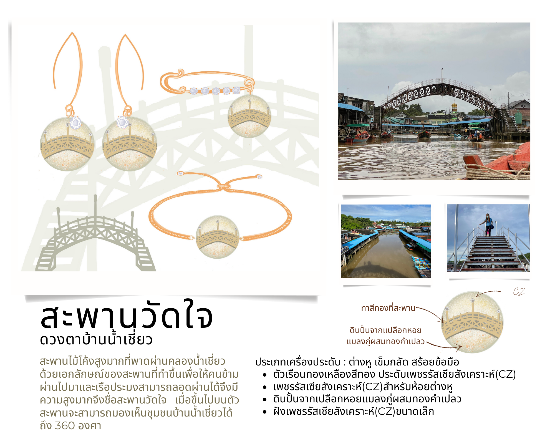 สะพานวัดใจ
ดวงตาบ้านน้ำเชี่ยว
สะพานไม้โค้งสูงมากที่พาดผ่านคลองน้ำเชี่ยว
ด้วยเอกลักษณ์ของสะพานที่ทำขึ้นเพื่อให้คนข้าม
ผ่านไปมาและเรือประมงสามารถลอดผ่านได้จึงมี
ความสูงมากจึงชื่อสะพานวัดใจ เมื่อขึ้นไปบนตัว
สะพานจะสามารถมองเห็นชุมชนบ้านน้ำเชี่ยวได้
ถึง 360 องศา
CZ
ทาสีทองที่สะพาน
ดินปั้นจากเปลือกหอย
แมลงภู่ผสมทองคำเปลว
ประเภทเครื่องประดับ : ต่างหู เข็มกลัด สร้อยข้อมือ
ตัวเรือนทองเหลืองสีทอง ประดับเพชรรัสเซียสังเคราะห์(CZ)
เพชรรัสเซียสังเคราะห์(CZ)สำหรับห้อยต่างหู
ดินปั้นจากเปลือกหอยแมลงภู่ผสมทองคำเปลว
ฝังเพชรรัสเซียสังเคราะห์(CZ)ขนาดเล็ก